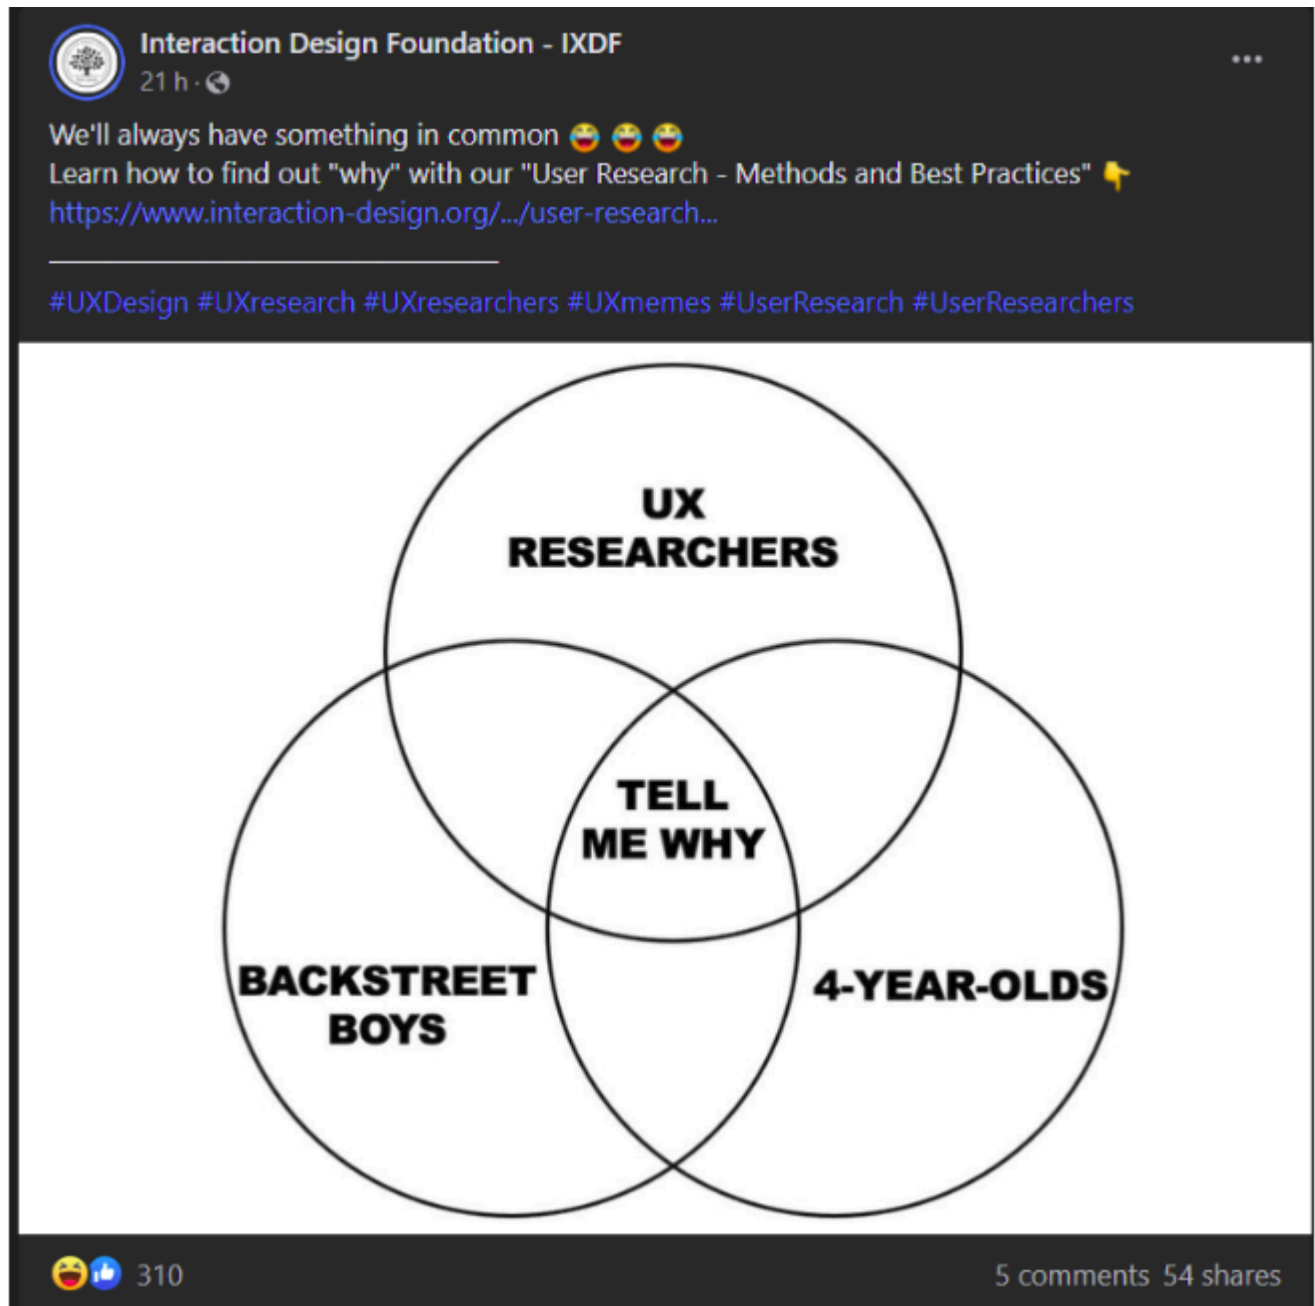 Interaction Design Foundation - IXDF
21 h ·
We'll always have something in common 😂 😂 😂
Learn how to find out "why" with our "User Research - Methods and Best Practices" 👇
https://www.interaction-design.org/.../user-research...
#UXDesign #UXresearch #UXresearchers #UXmemes #UserResearch #UserResearchers
UX
RESEARCHERS
TELL
ME WHY
BACKSTREET
BOYS
4-YEAR-OLDS
310
5 comments 54 shares